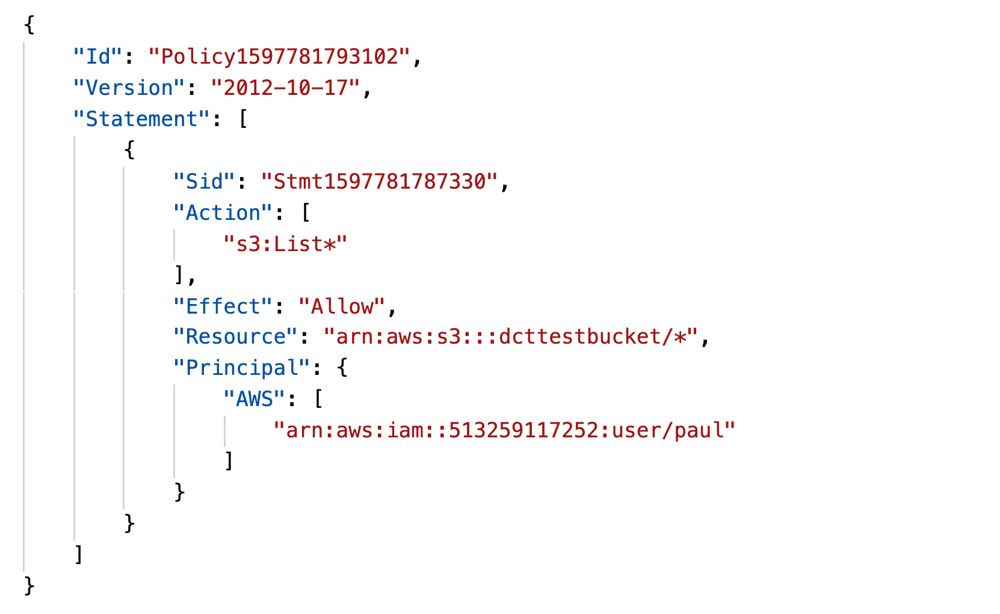 {
"Id": "Policy1597781793102",
"Version": "2012-10-17",
"Statement": [
{
"Sid": "Stmt1597781787330",
"Action": [
"s3:List*"
],
"Effect": "Allow",
"Resource": "arn:aws:s3:::dcttestbucket/*",
"Principal": {
"AWS": [
"arn:aws:iam::513259117252:user/paul"
]
}
}
]
}